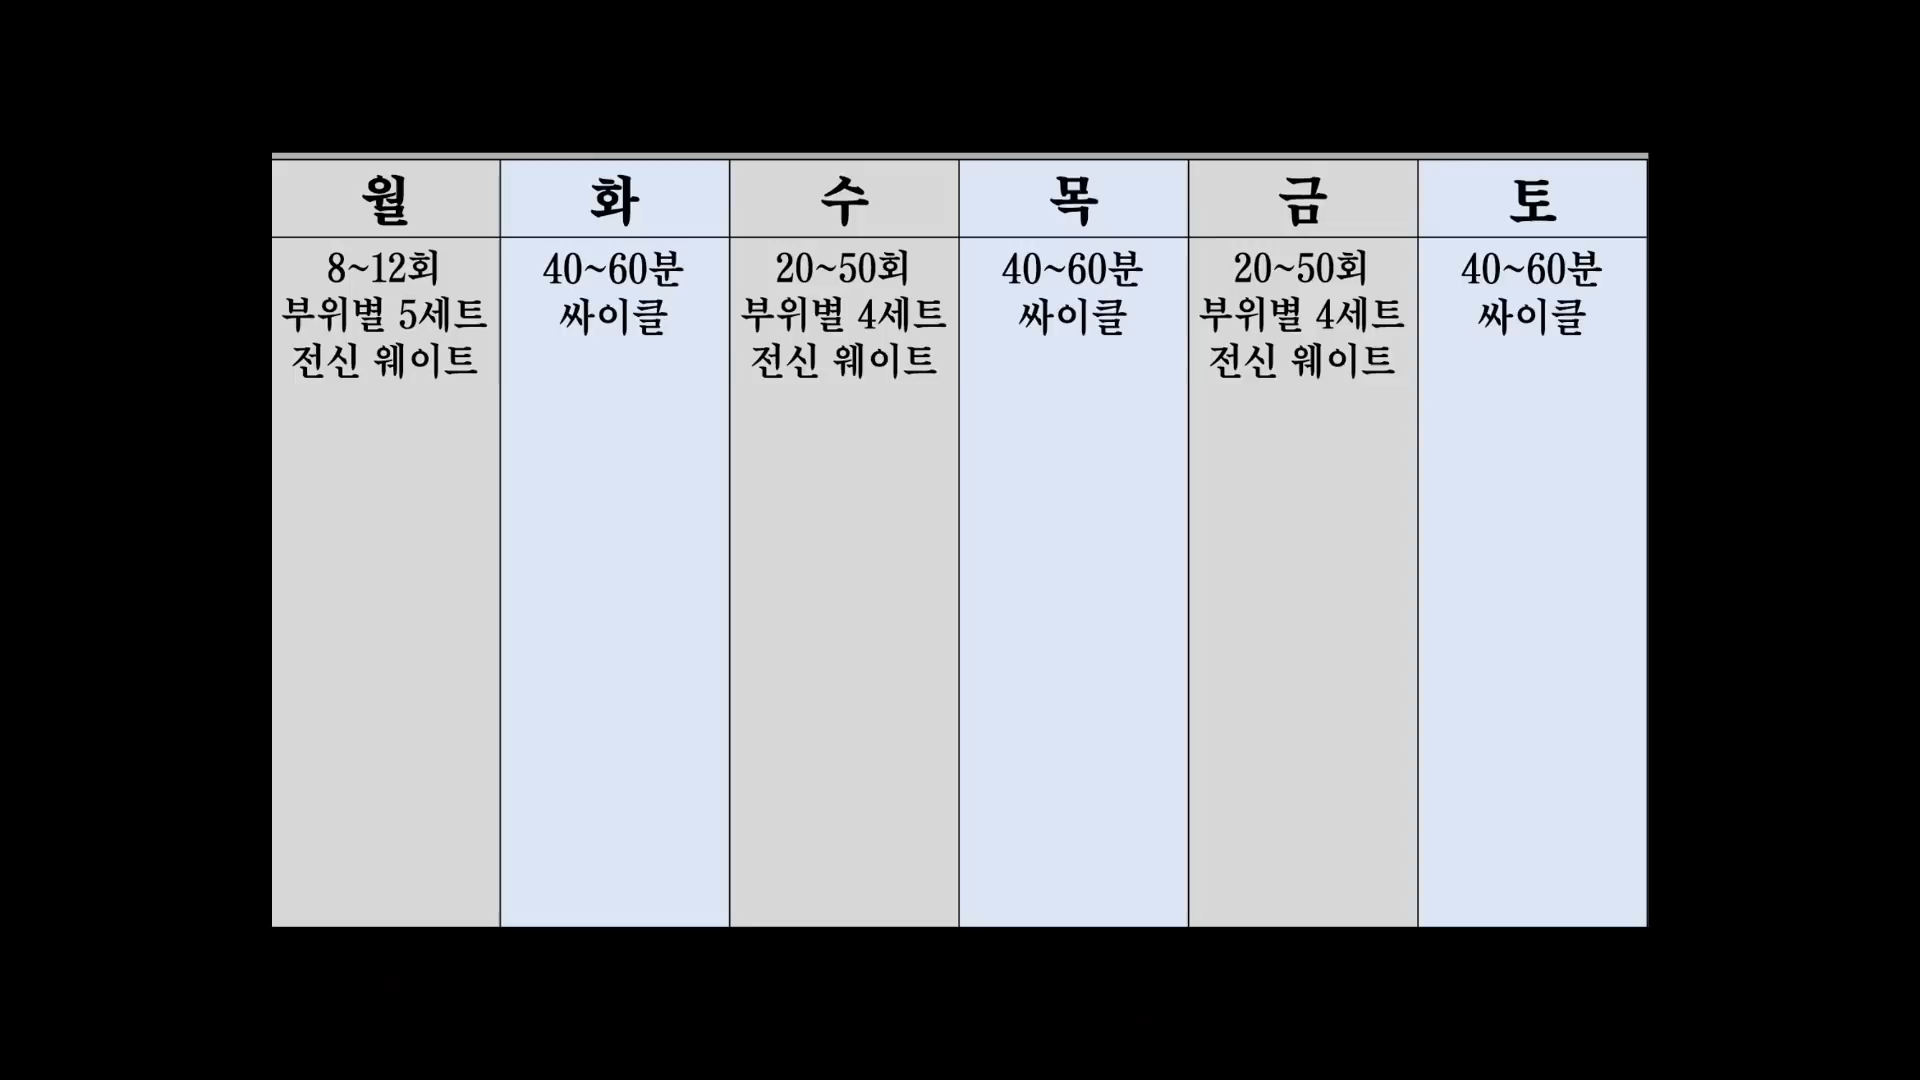 월
8~12회
부위별 5세트
전신 웨이트
화
40~60분
싸이클
수
20~50회
부위별 4세트
전신 웨이트
목
40~60분
싸이클
금
20~50회
부위별 4세트
전신 웨이트
토
40~60분
싸이클